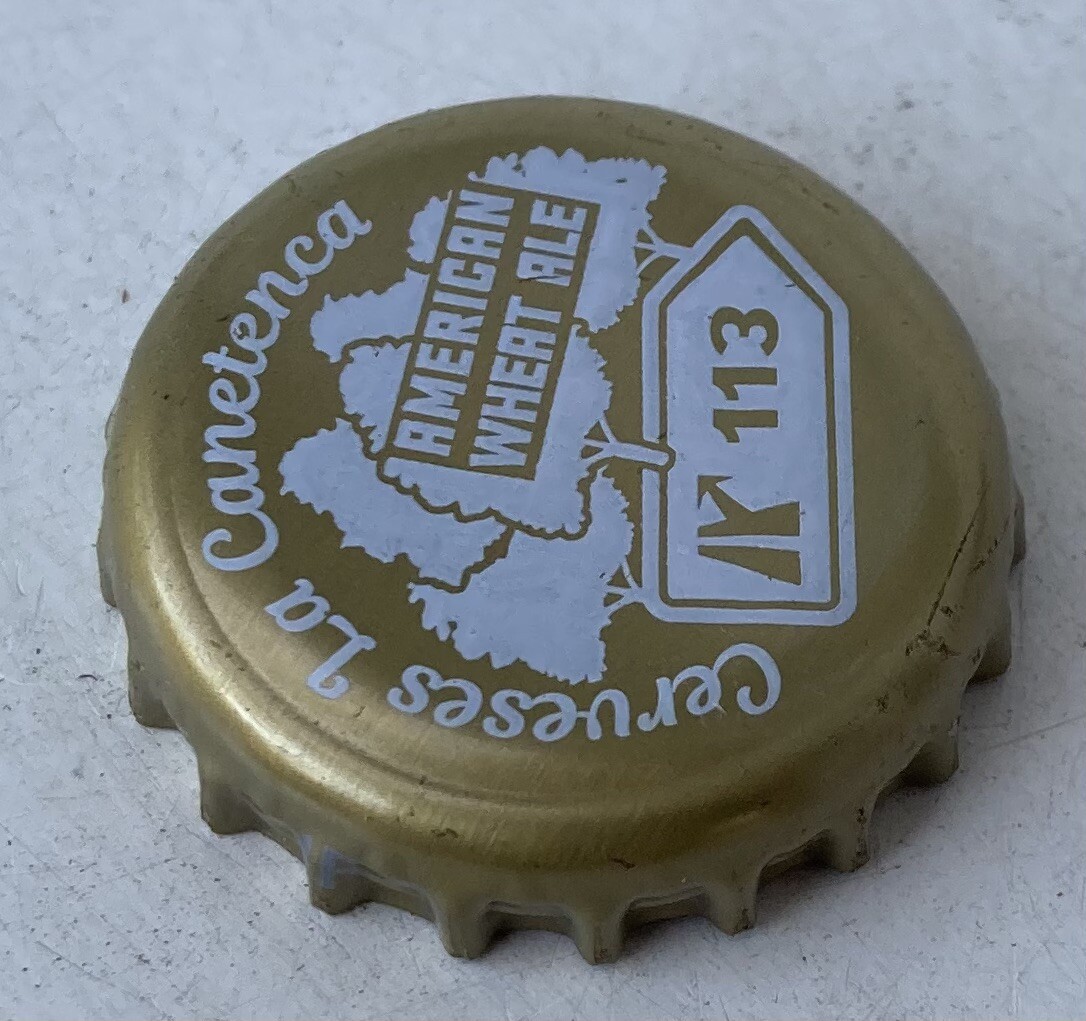 Cerveses La Canetenca
AMERICAN
WHEAT ALE
113